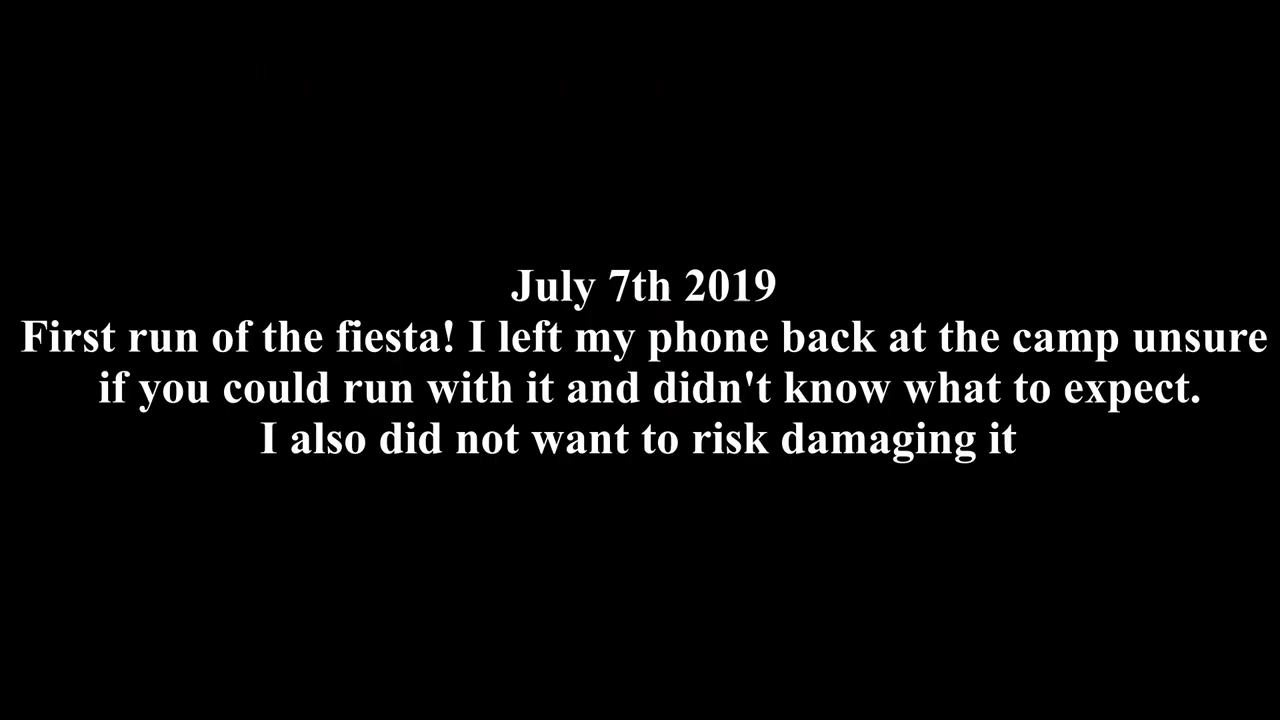 July 7th 2019
First run of the fiesta! I left my phone back at the camp unsure
if you could run with it and didn't know what to expect.
I also did not want to risk damaging it